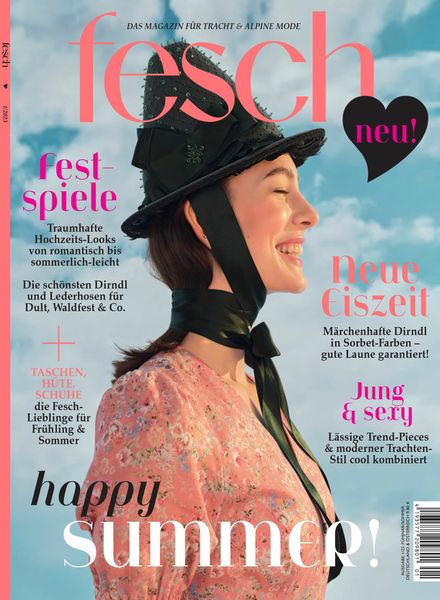 DAS MAGAZIN FÜR TRACHT & ALPINE MODE
fesch
fesch
1/2023
neu!
Fest-
spiele
Traumhafte
Hochzeits-Looks
von romantisch bis
sommerlich-leicht
Die schönsten Dirndl
und Lederhosen für
Dult, Waldfest & Co.
+
TASCHEN,
HÜTE,
SCHUHE
die Fesch-
Lieblinge für
Frühling &
Sommer
Neue
Eiszeit
Märchenhafte Dirndl
in Sorbet-Farben –
gute Laune garantiert!
Jung
& sexy
Lässige Trend-Pieces
& moderner Trachten-
Stil cool kombiniert
happy
SUMMER!